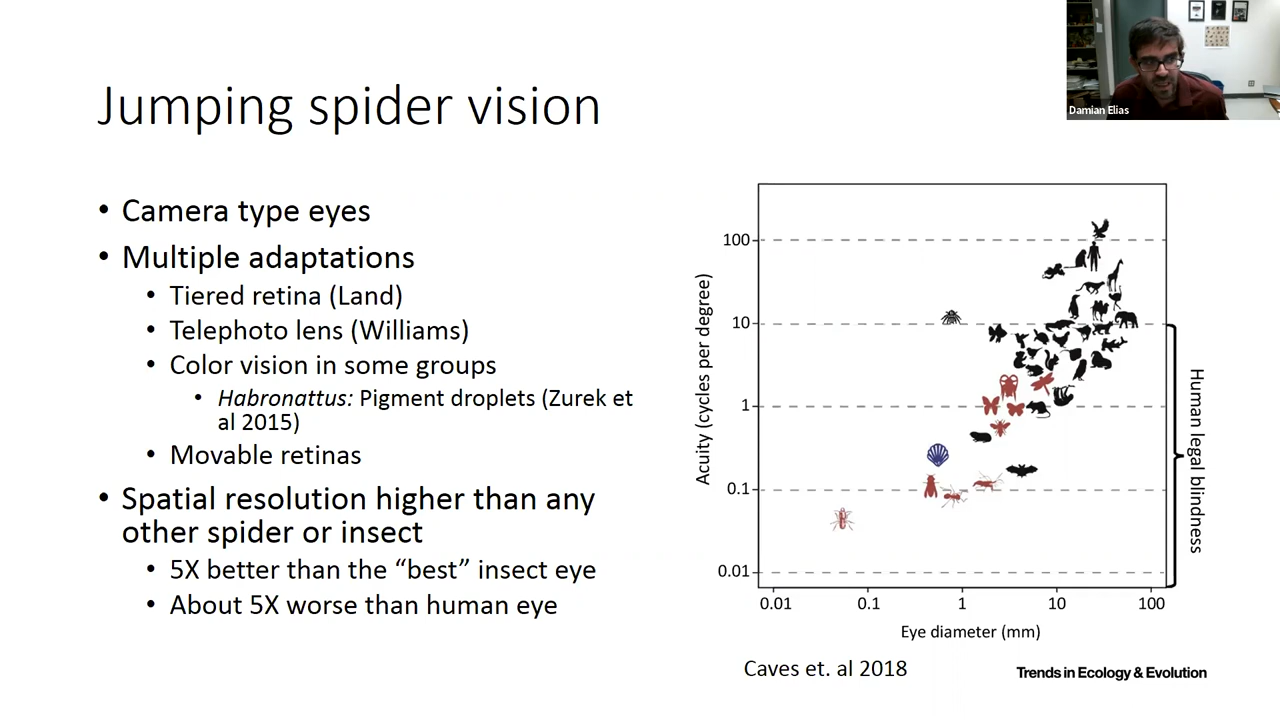 Damian Elias
Jumping spider vision
• Camera type eyes
• Multiple adaptations
• Tiered retina (Land)
• Telephoto lens (Williams)
• Color vision in some groups
• Habronattus: Pigment droplets (Zurek et
al 2015)
• Movable retinas
• Spatial resolution higher than any
other spider or insect
• 5X better than the “best” insect eye
• About 5X worse than human eye
Acuity (cycles per degree)
100
10
1
0.1
0.01
0.01 0.1 1 10 100
Eye diameter (mm)
Human legal blindness
Caves et. al 2018
Trends in Ecology & Evolution